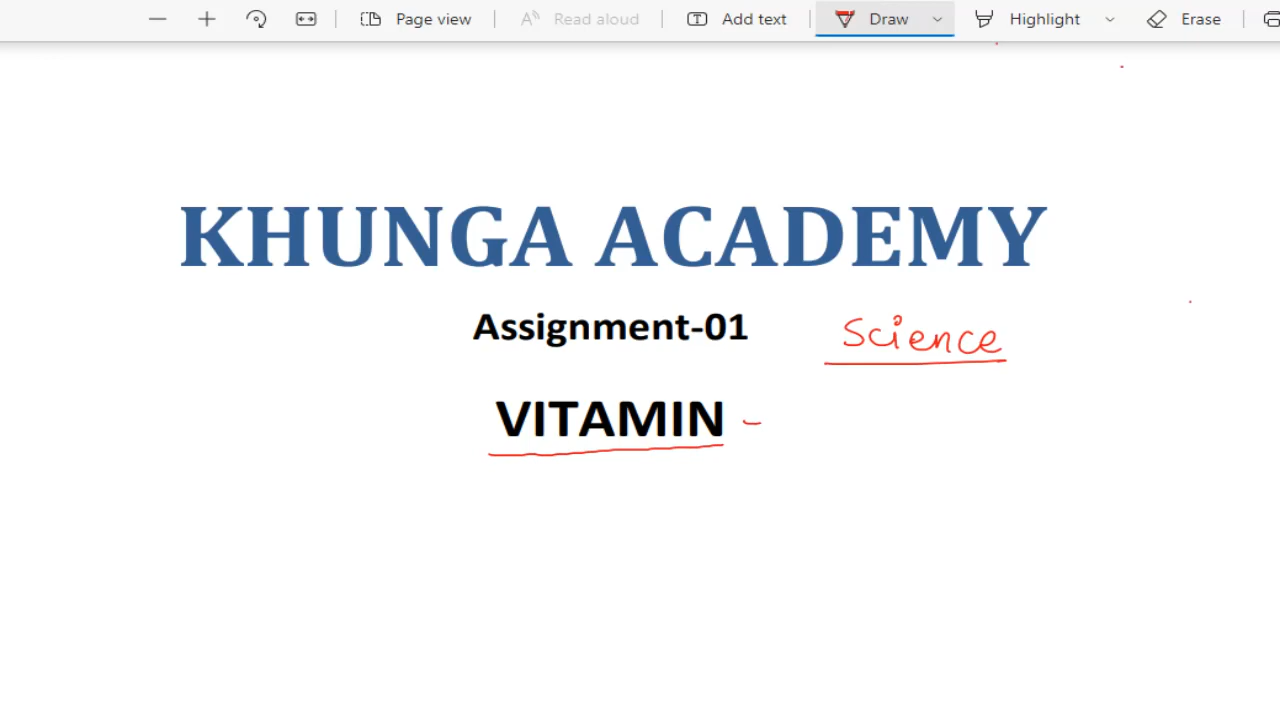 Page view Read aloud Add text Draw Highlight Erase
KHUNGA ACADEMY
Assignment-01 Science
VITAMIN -